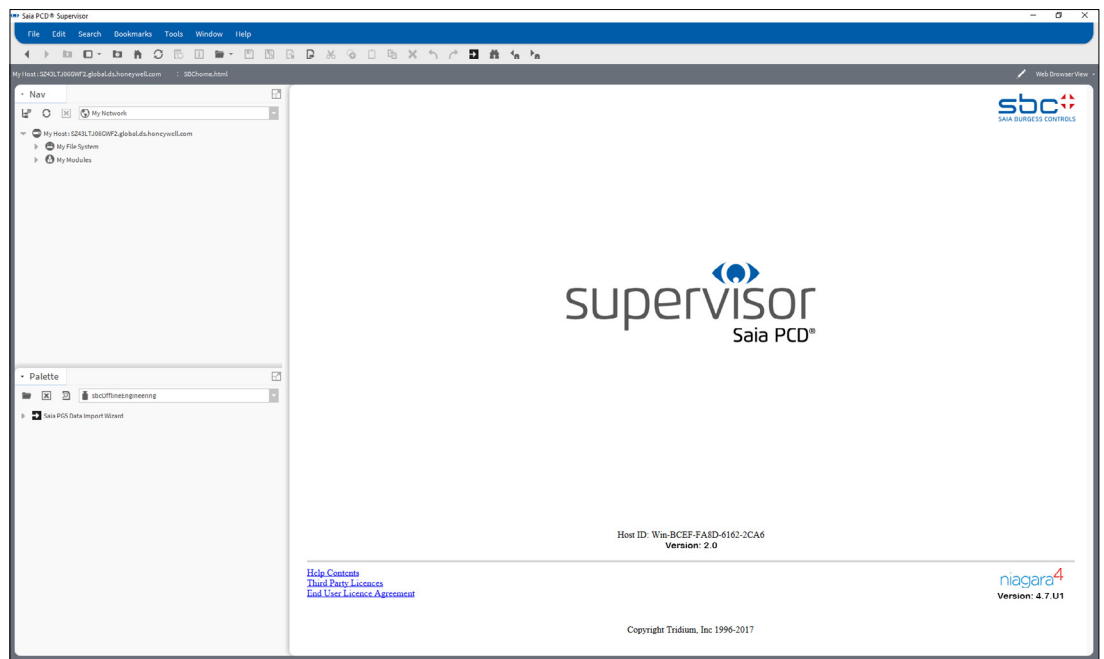 Saia PCD® Supervisor
File Edit Search Bookmarks Tools Window Help
My Host : SZ43LTJ06GWF2.global.ds.honeywell.com : SBChome.html
Web Browser View
Nav
My Network
My Host : SZ43LTJ06GWF2.global.ds.honeywell.com
My File System
My Modules
Palette
sbcOfflineEngineering
Saia PG5 Data Import Wizard
sbc
SAIA BURGESS CONTROLS
supervisor
Saia PCD®
Host ID: Win-BCEF-FA8D-6162-2CA6
Version: 2.0
Help Contents
Third Party Licences
End User Licence Agreement
niagara4
Version: 4.7.U1
Copyright Tridium, Inc 1996-2017